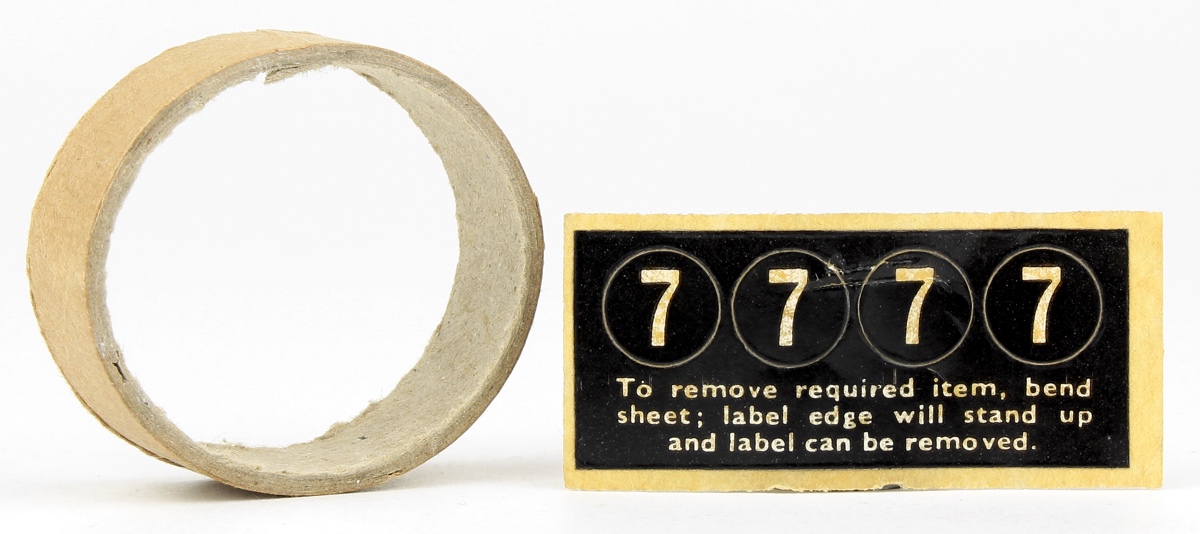 7 7 7 7
To remove required item, bend
sheet; label edge will stand up
and label can be removed.